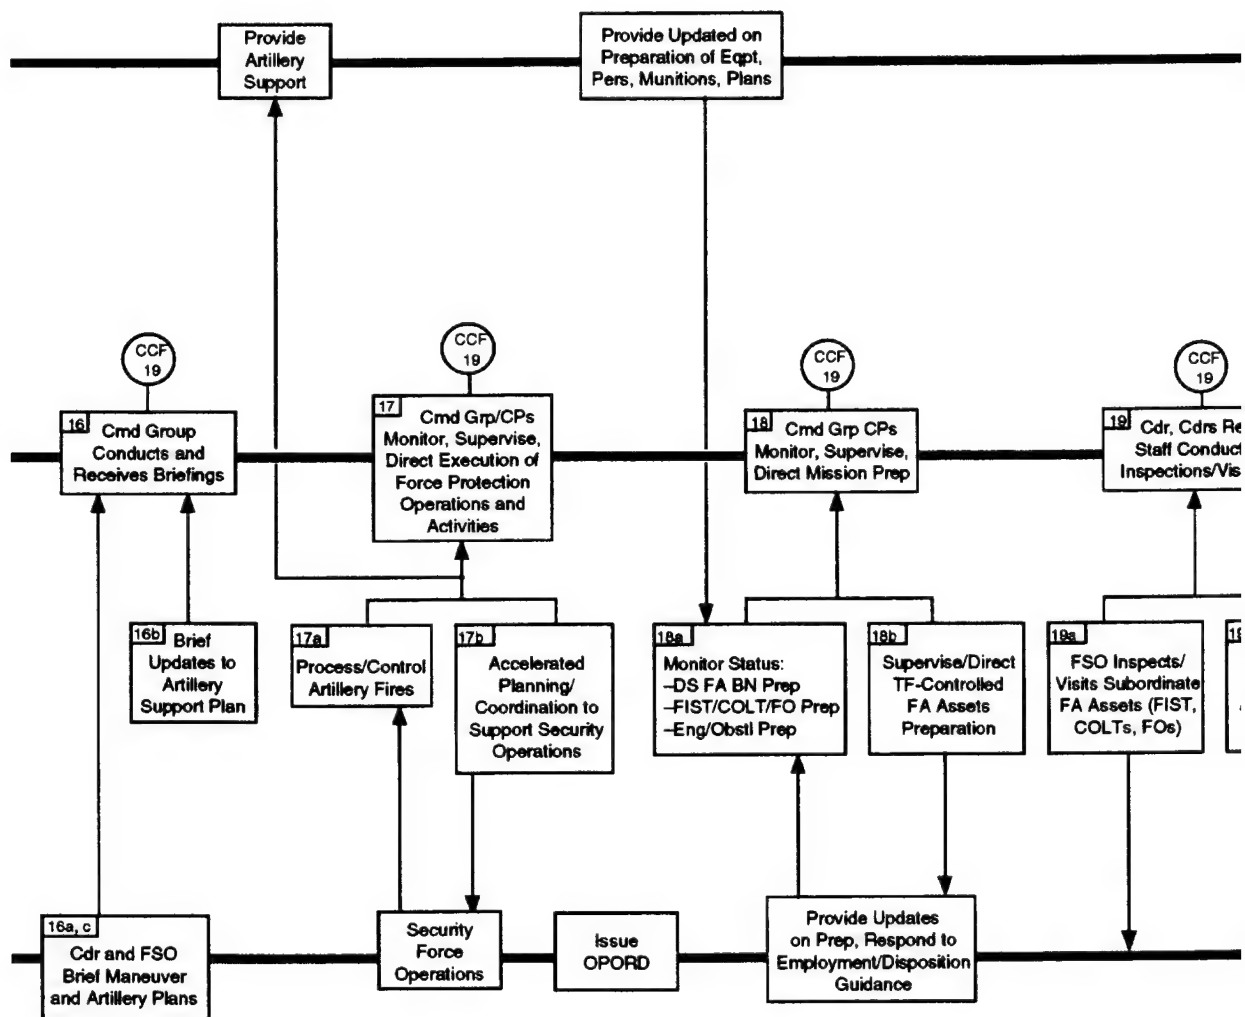 Provide
Artillery
Support
Provide Updated on
Preparation of Eqpt,
Pers, Munitions, Plans
CCF
19
CCF
19
CCF
19
CCF
19
16
Cmd Group
Conducts and
Receives Briefings
17
Cmd Grp/CPs
Monitor, Supervise,
Direct Execution of
Force Protection
Operations and
Activities
18
Cmd Grp CPs
Monitor, Supervise,
Direct Mission Prep
19
Cdr, Cdrs Re
Staff Conduct
Inspections/Vis
16b
Brief
Updates to
Artillery
Support Plan
17a
Process/Control
Artillery Fires
17b
Accelerated
Planning/
Coordination to
Support Security
Operations
18a
Monitor Status:
–DS FA BN Prep
–FIST/COLT/FO Prep
–Eng/Obstl Prep
18b
Supervise/Direct
TF-Controlled
FA Assets
Preparation
19a
FSO Inspects/
Visits Subordinate
FA Assets (FIST,
COLTs, FOs)
19
16a, c
Cdr and FSO
Brief Maneuver
and Artillery Plans
Security
Force
Operations
Issue
OPORD
Provide Updates
on Prep, Respond to
Employment/Disposition
Guidance